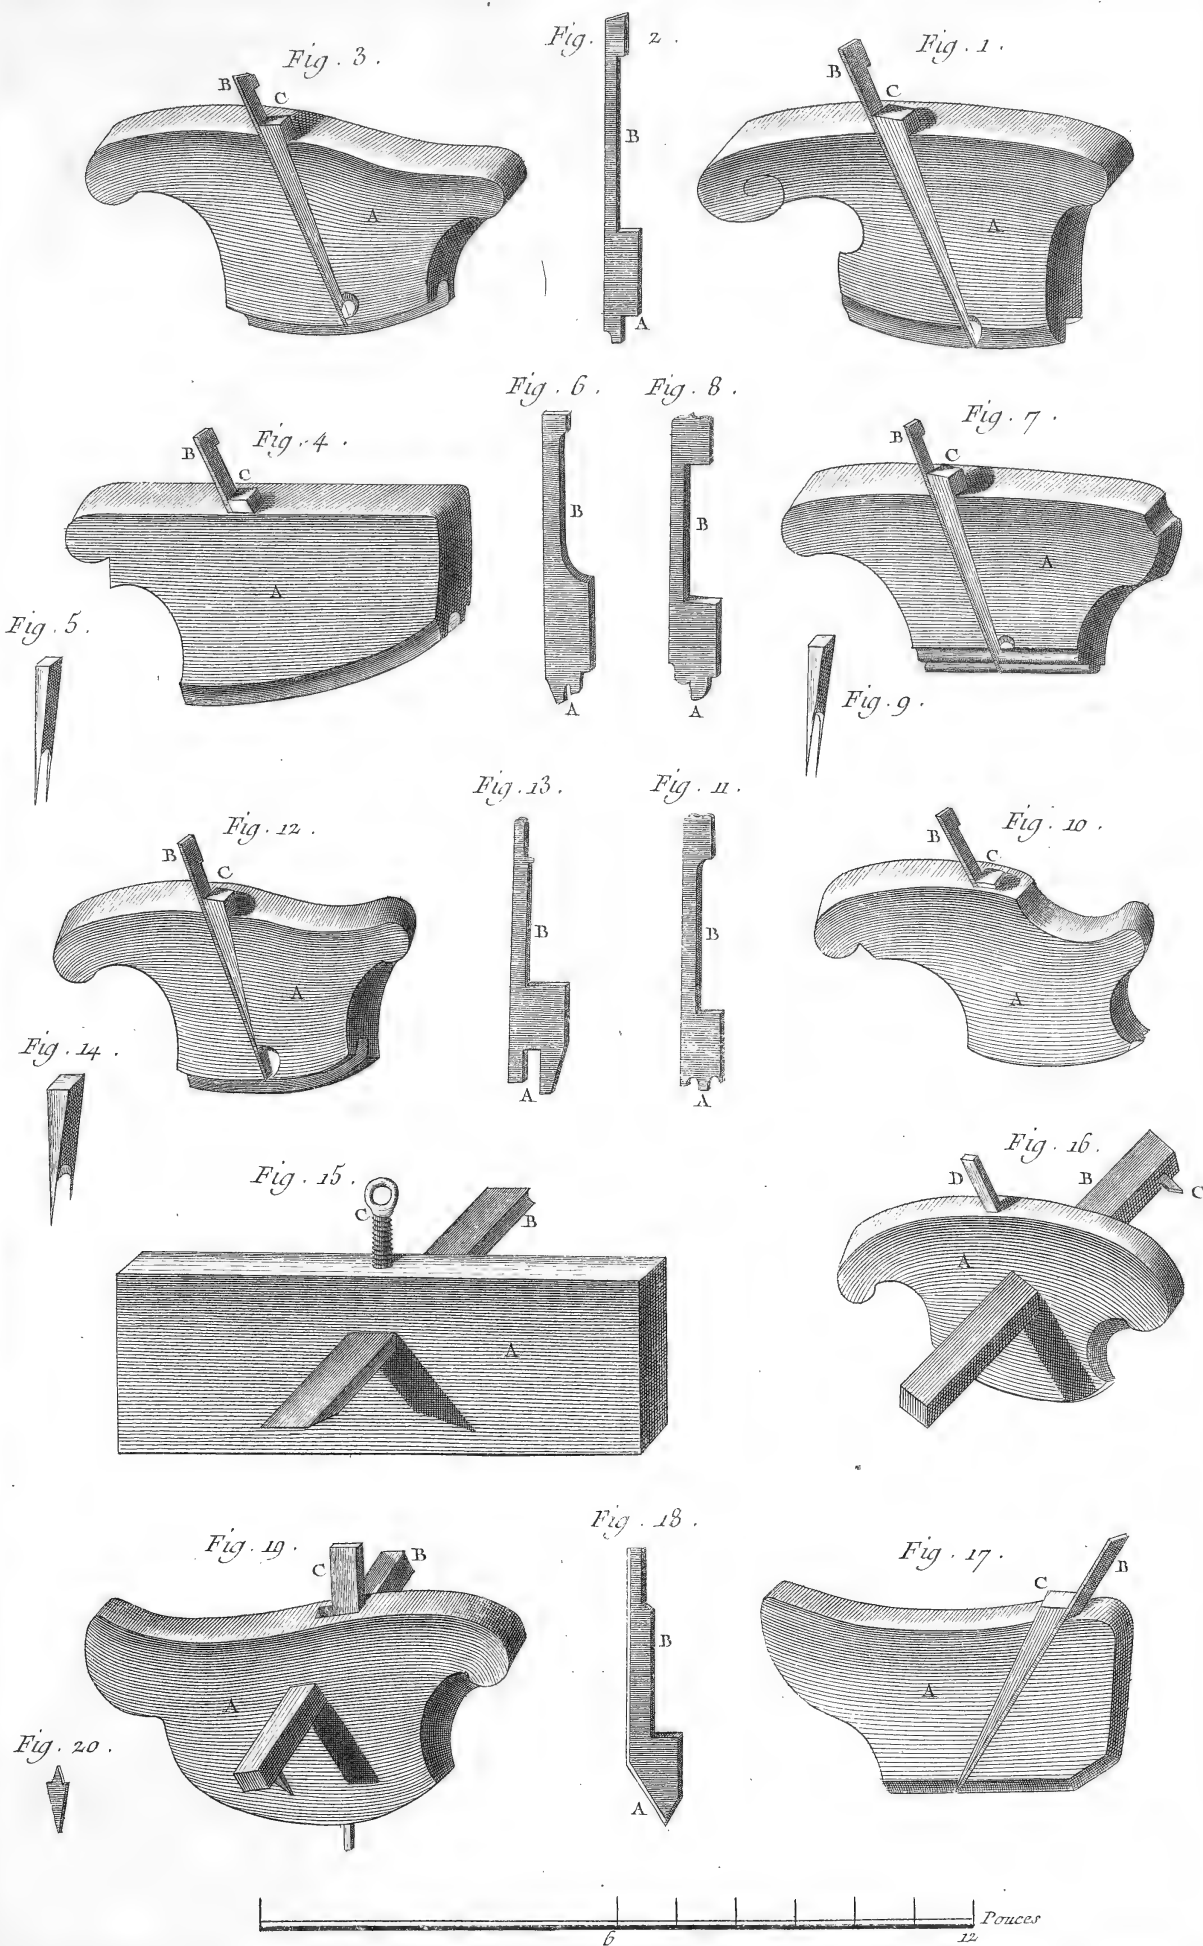 Fig. 3.
B
C
A
Fig. 2.
B
A
Fig. 1.
B
C
A
Fig. 4.
B
C
A
Fig. 6.
B
A
Fig. 8.
B
A
Fig. 7.
B
C
A
Fig. 5.
Fig. 9.
Fig. 12.
B
C
A
Fig. 13.
B
A
Fig. 11.
B
A
Fig. 10.
B
C
A
Fig. 14.
Fig. 15.
C
B
A
Fig. 16.
D
B
C
A
Fig. 19.
C
B
A
Fig. 18.
B
A
Fig. 17.
C
B
A
Fig. 20.
Pouces
6
12